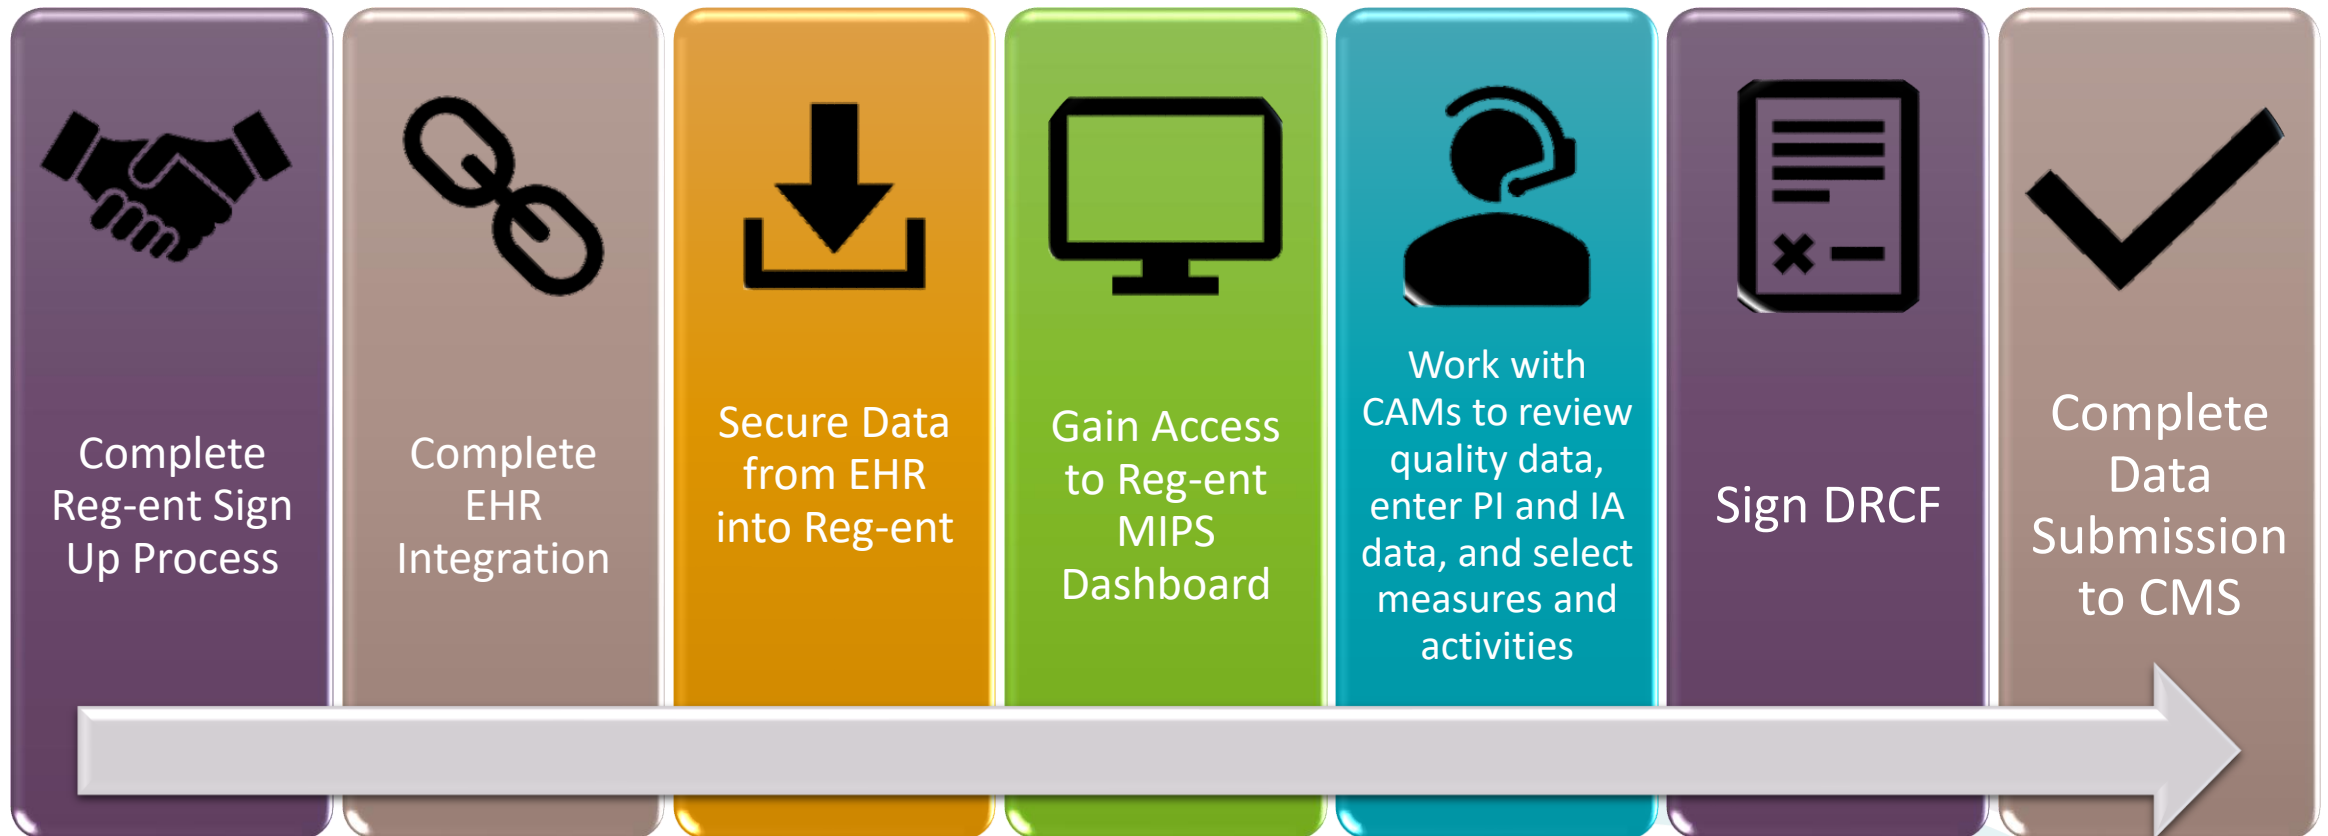 Complete
Reg-ent Sign
Up Process
Complete
EHR
Integration
Secure Data
from EHR
into Reg-ent
Gain Access
to Reg-ent
MIPS
Dashboard
Work with
CAMs to review
quality data,
enter PI and IA
data, and select
measures and
activities
Sign DRCF
Complete
Data
Submission
to CMS